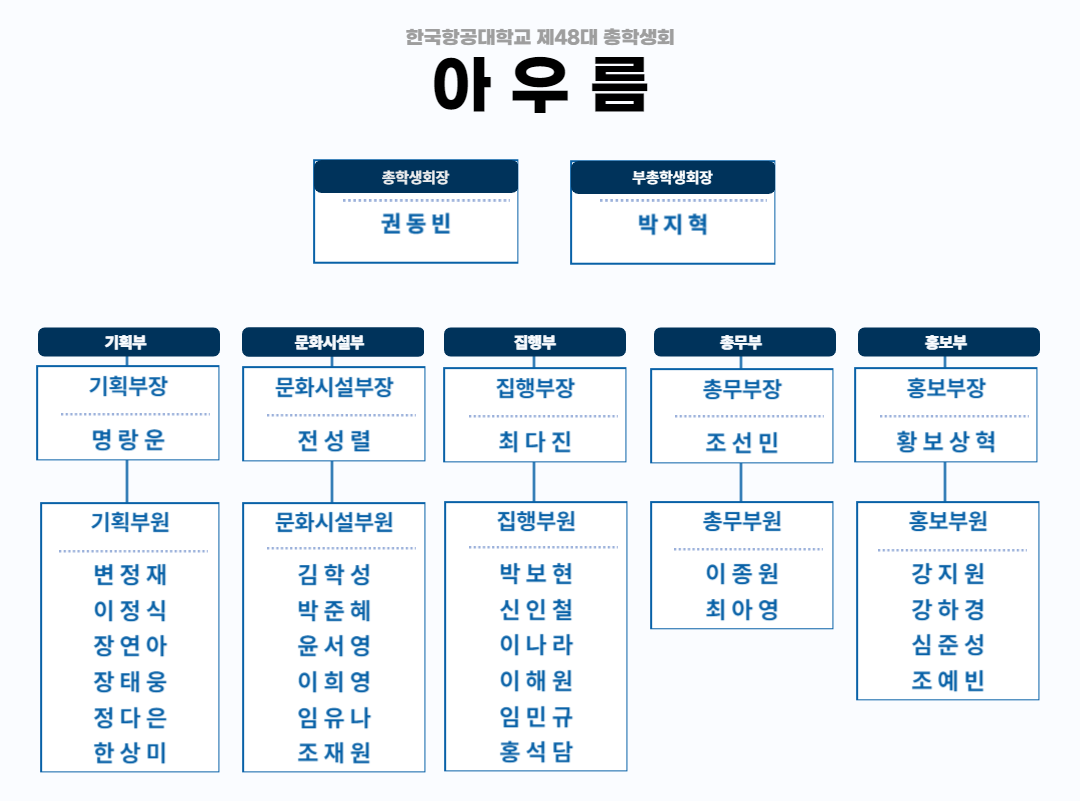 한국항공대학교 제48대 총학생회
아우름
총학생회장
권동빈
부총학생회장
박지혁
기획부
기획부장
명랑운
기획부원
변정재
이정식
장연아
장태웅
정다은
한상미
문화시설부
문화시설부장
전성렬
문화시설부원
김학성
박준혜
윤서영
이희영
임유나
조재원
집행부
집행부장
최다진
집행부원
박보현
신인철
이나라
이해원
임민규
홍석담
총무부
총무부장
조선민
총무부원
이종원
최아영
홍보부
홍보부장
황보상혁
홍보부원
강지원
강하경
심준성
조예빈